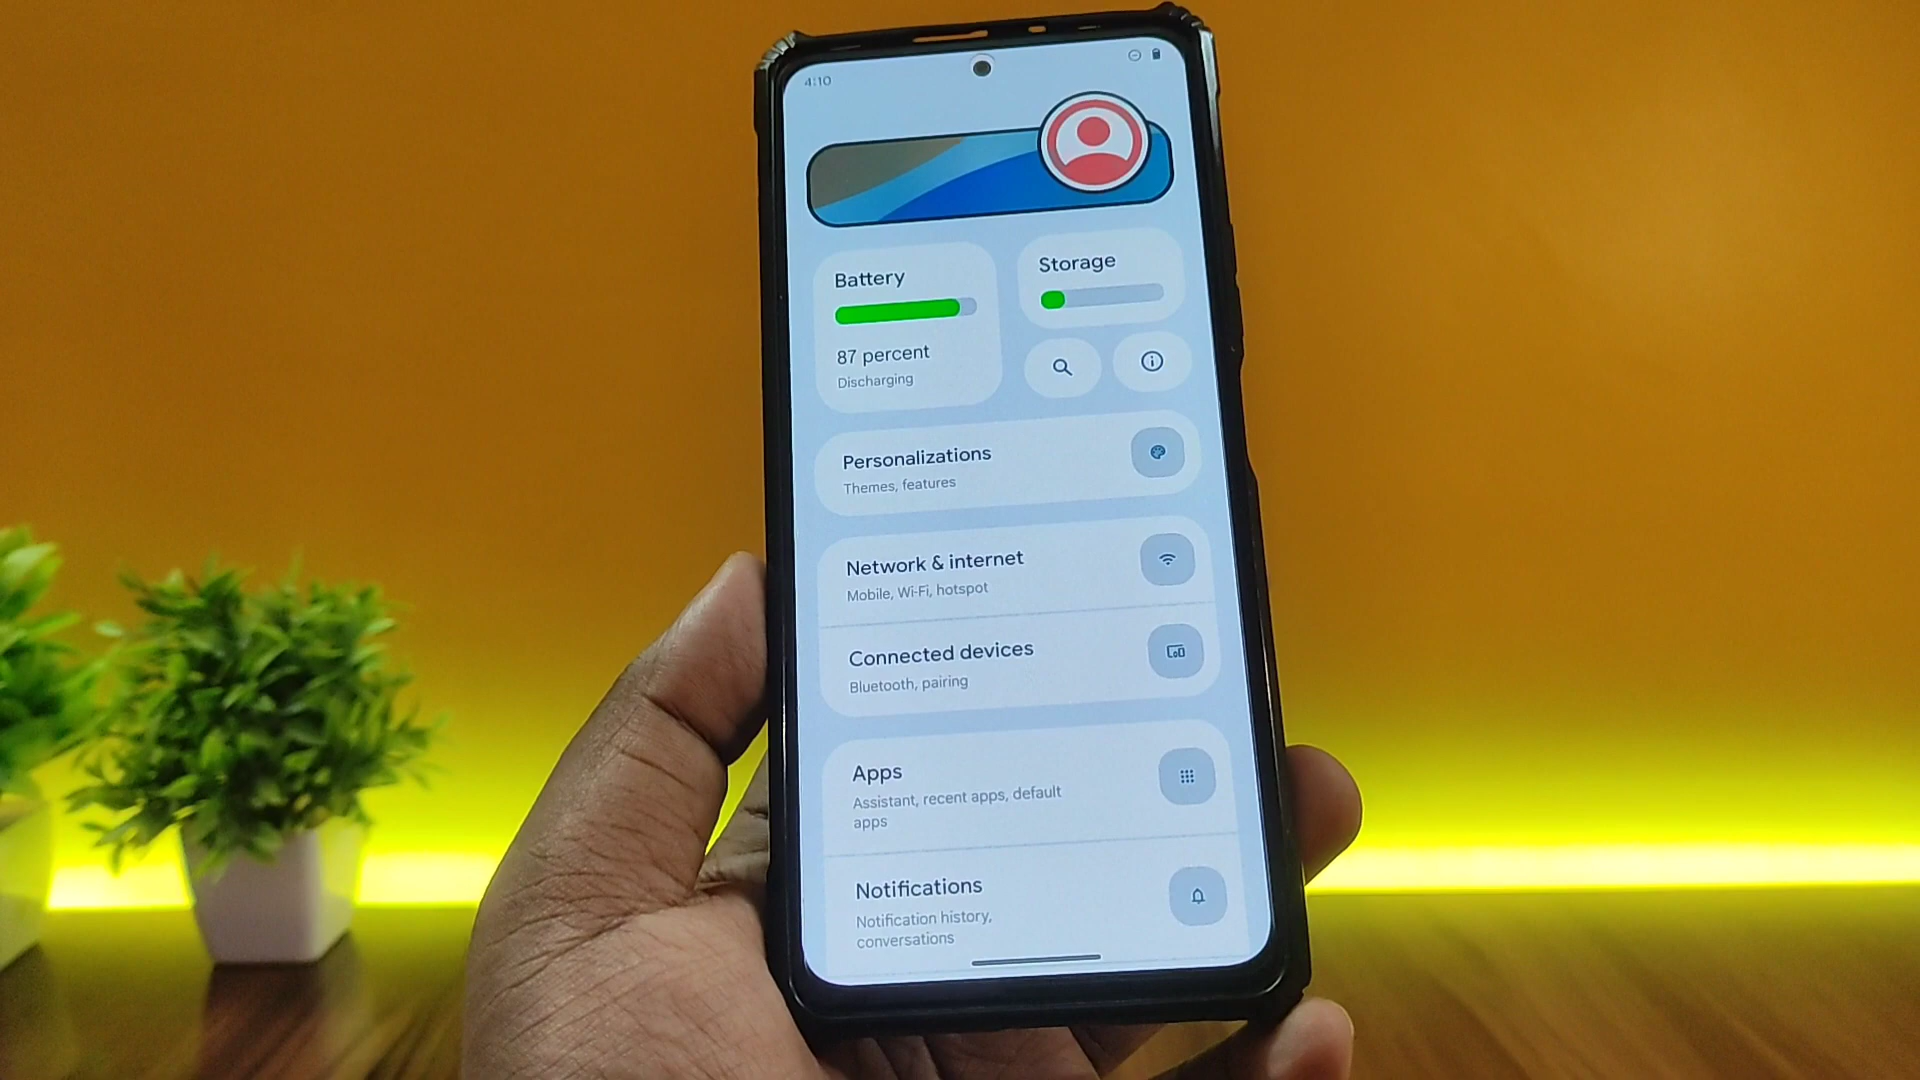 4:10
Battery
Storage
87 percent
Discharging
Personalizations
Themes, features
Network & internet
Mobile, Wi-Fi, hotspot
Connected devices
Bluetooth, pairing
Apps
Assistant, recent apps, default
apps
Notifications
Notification history,
conversations